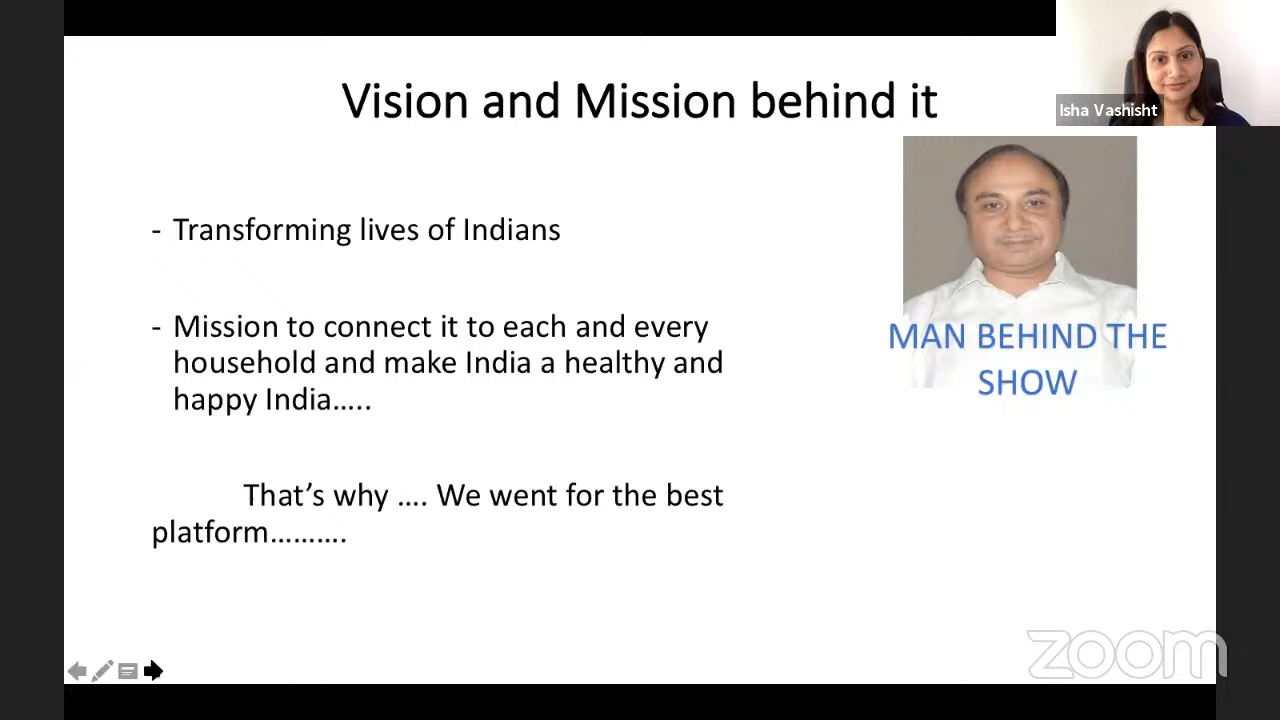 Vision and Mission behind it
Isha Vashisht
- Transforming lives of Indians
- Mission to connect it to each and every
household and make India a healthy and
happy India.....
That's why .... We went for the best
platform..........
MAN BEHIND THE
SHOW
zoom